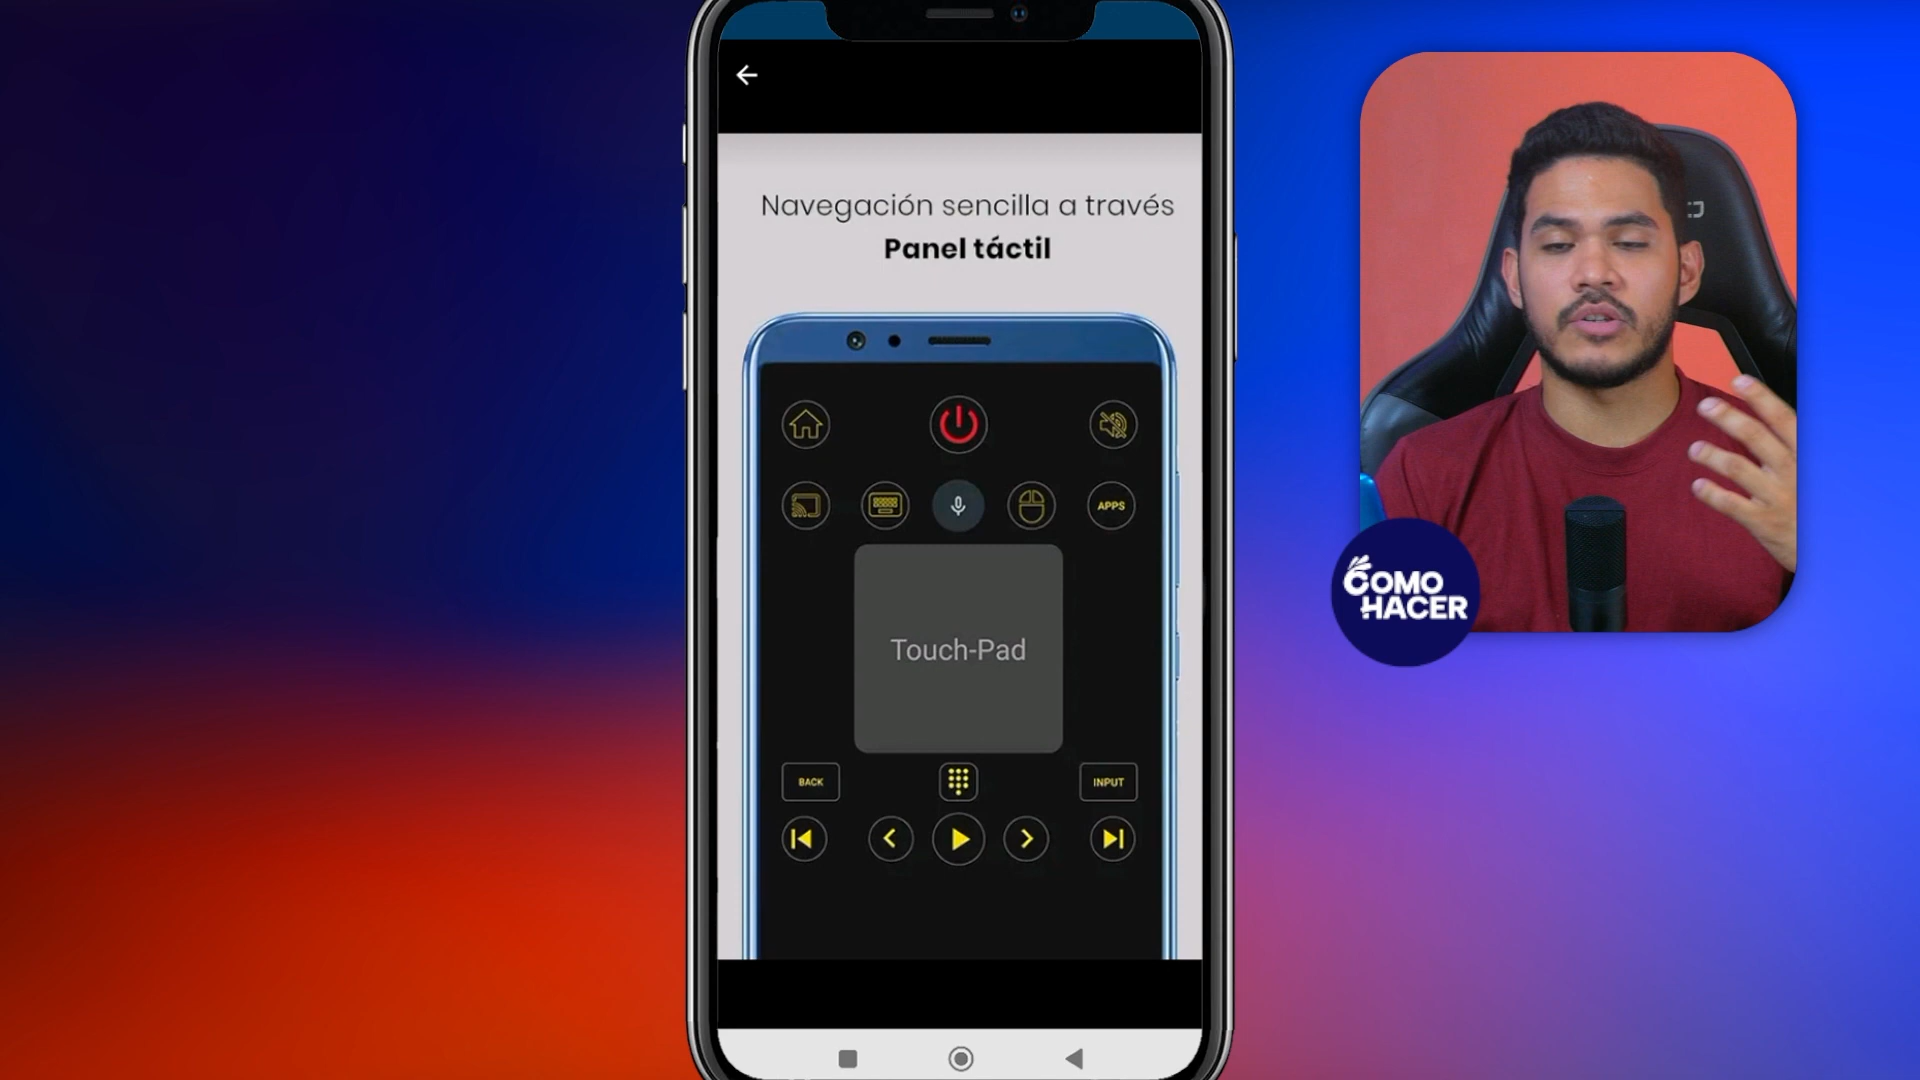 Navegación sencilla a través
Panel táctil
APPS
Touch-Pad
BACK
INPUT
COMO
HACER